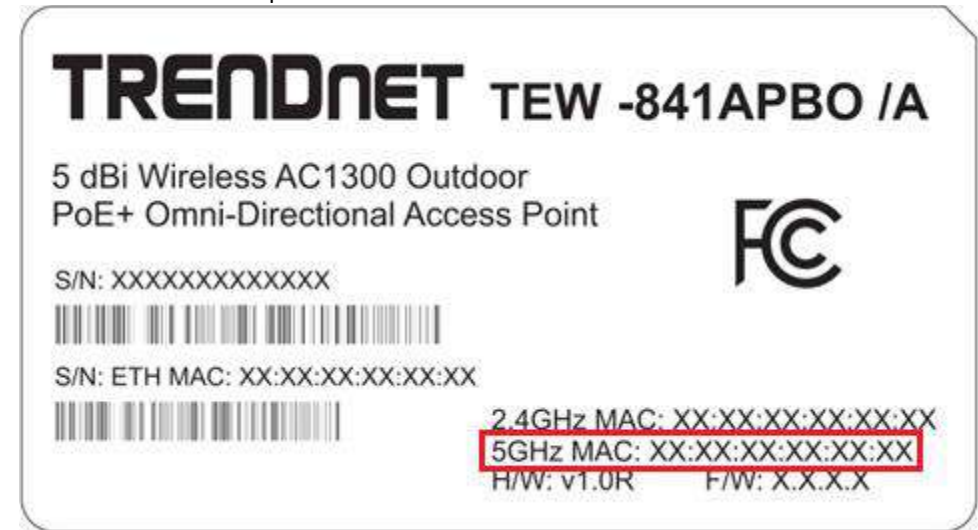 TRENDNET TEW -841APBO /A
5 dBi Wireless AC1300 Outdoor
PoE+ Omni-Directional Access Point
FC
S/N: XXXXXXXXXXXXX
S/N: ETH MAC: XX:XX:XX:XX:XX:XX
2.4GHz MAC: XX:XX:XX:XX:XX:XX
5GHz MAC: XX:XX:XX:XX:XX:XX
H/W: v1.0R F/W: X.X.X.X